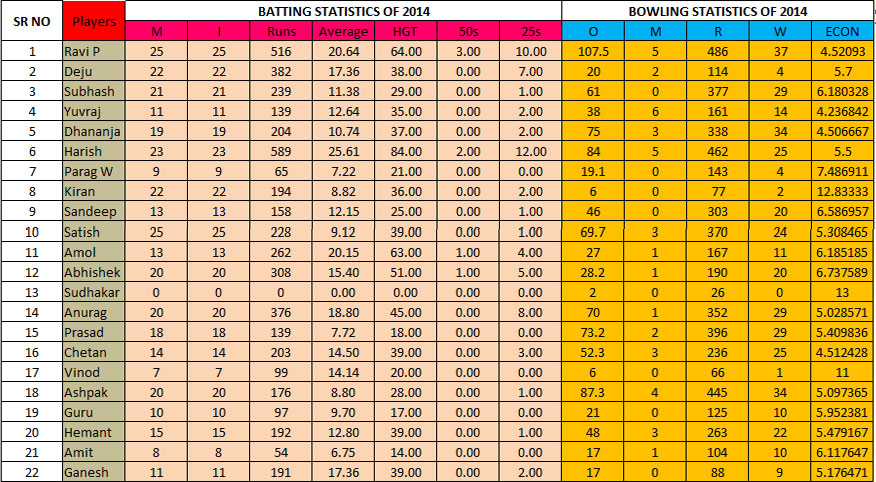 SR NO Players BATTING STATISTICS OF 2014 BOWLING STATISTICS OF 2014
M I Runs Average HGT 50s 25s O M R W ECON
1 Ravi P 25 25 516 20.64 64.00 3.00 10.00 107.5 5 486 37 4.52093
2 Deju 22 22 382 17.36 38.00 0.00 7.00 20 2 114 4 5.7
3 Subhash 21 21 239 11.38 29.00 0.00 1.00 61 0 377 29 6.180328
4 Yuvraj 11 11 139 12.64 35.00 0.00 2.00 38 6 161 14 4.236842
5 Dhananja 19 19 204 10.74 37.00 0.00 2.00 75 3 338 34 4.506667
6 Harish 23 23 589 25.61 84.00 2.00 12.00 84 5 462 25 5.5
7 Parag W 9 9 65 7.22 21.00 0.00 0.00 19.1 0 143 4 7.486911
8 Kiran 22 22 194 8.82 36.00 0.00 2.00 6 0 77 2 12.83333
9 Sandeep 13 13 158 12.15 25.00 0.00 1.00 46 0 303 20 6.586957
10 Satish 25 25 228 9.12 39.00 0.00 1.00 69.7 3 370 24 5.308465
11 Amol 13 13 262 20.15 63.00 1.00 4.00 27 1 167 11 6.185185
12 Abhishek 20 20 308 15.40 51.00 1.00 5.00 28.2 1 190 20 6.737589
13 Sudhakar 0 0 0 0.00 0.00 0.00 0.00 2 0 26 0 13
14 Anurag 20 20 376 18.80 45.00 0.00 8.00 70 1 352 29 5.028571
15 Prasad 18 18 139 7.72 18.00 0.00 0.00 73.2 2 396 29 5.409836
16 Chetan 14 14 203 14.50 39.00 0.00 3.00 52.3 3 236 25 4.512428
17 Vinod 7 7 99 14.14 20.00 0.00 0.00 6 0 66 1 11
18 Ashpak 20 20 176 8.80 28.00 0.00 1.00 87.3 4 445 34 5.097365
19 Guru 10 10 97 9.70 17.00 0.00 0.00 21 0 125 10 5.952381
20 Hemant 15 15 192 12.80 39.00 0.00 1.00 48 3 263 22 5.479167
21 Amit 8 8 54 6.75 14.00 0.00 0.00 17 1 104 10 6.117647
22 Ganesh 11 11 191 17.36 39.00 0.00 2.00 17 0 88 9 5.176471